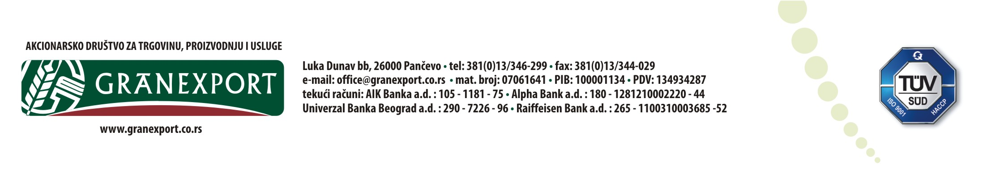 AKCIONARSKO DRUŠTVO ZA TRGOVINU, PROIZVODNJU I USLUGE
GRANEXPORT
www.granexport.co.rs
Luka Dunav bb, 26000 Pančevo • tel: 381(0)13/346-299 • fax: 381(0)13/344-029
e-mail: office@granexport.co.rs • mat. broj: 07061641 • PIB: 100001134 • PDV: 134934287
tekući računi: AIK Banka a.d. : 105 - 1181 - 75 • Alpha Bank a.d. : 180 - 1281210002220 - 44
Univerzal Banka Beograd a.d. : 290 - 7226 - 96 • Raiffeisen Bank a.d. : 265 - 1100310003685 -52
TÜV
SÜD
ISO 9001
HACCP